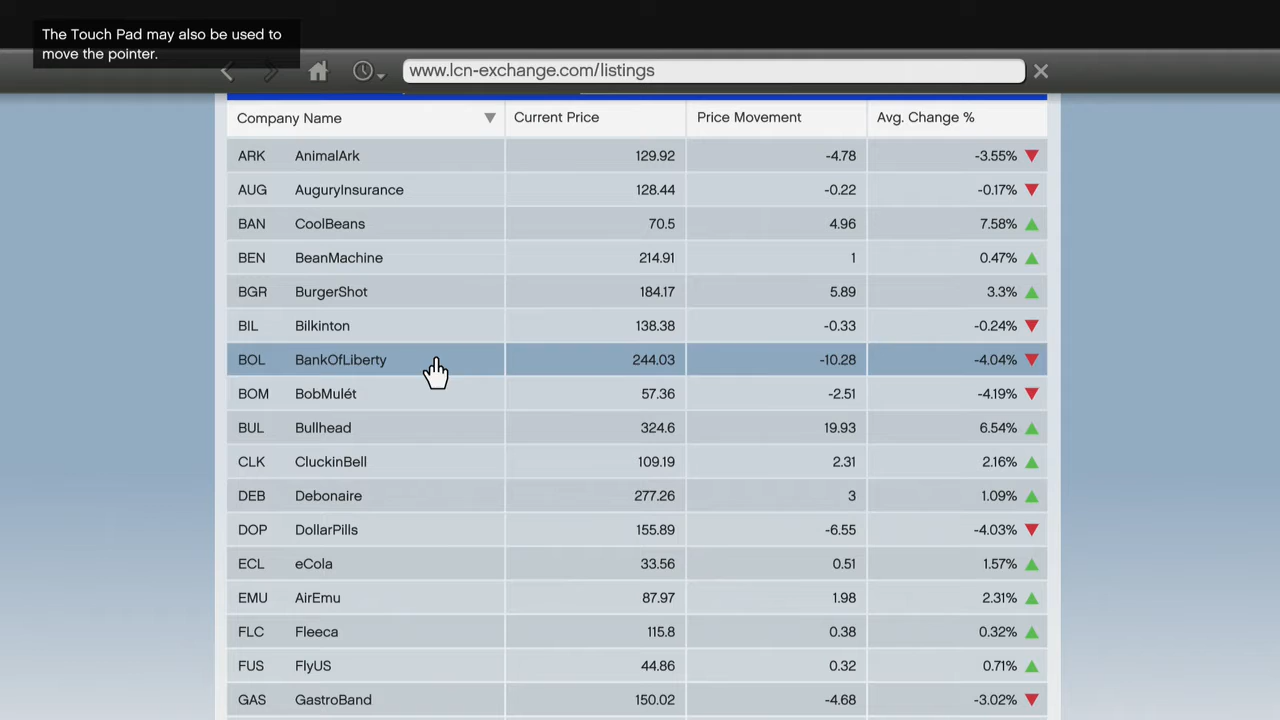 The Touch Pad may also be used to
move the pointer.
www.lcn-exchange.com/listings
Company Name Current Price Price Movement Avg. Change %
ARK AnimalArk 129.92 -4.78 -3.55%
AUG AuguryInsurance 128.44 -0.22 -0.17%
BAN CoolBeans 70.5 4.96 7.58%
BEN BeanMachine 214.91 1 0.47%
BGR BurgerShot 184.17 5.89 3.3%
BIL Bilkinton 138.38 -0.33 -0.24%
BOL BankOfLiberty 244.03 -10.28 -4.04%
BOM BobMulét 57.36 -2.51 -4.19%
BUL Bullhead 324.6 19.93 6.54%
CLK CluckinBell 109.19 2.31 2.16%
DEB Debonaire 277.26 3 1.09%
DOP DollarPills 155.89 -6.55 -4.03%
ECL eCola 33.56 0.51 1.57%
EMU AirEmu 87.97 1.98 2.31%
FLC Fleeca 115.8 0.38 0.32%
FUS FlyUS 44.86 0.32 0.71%
GAS GastroBand 150.02 -4.68 -3.02%